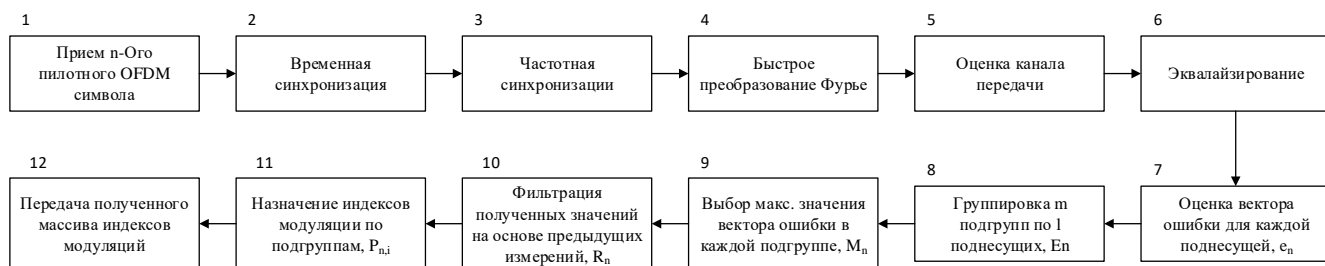 1
Прием n-Ого
пилотного OFDM
символа
2
Временная
синхронизация
3
Частотная
синхронизации
4
Быстрое
преобразование Фурье
5
Оценка канала
передачи
6
Эквалайзирование
7
Оценка вектора
ошибки для каждой
поднесущей, eₙ
8
Группировка m
подгрупп по l
поднесущих, En
9
Выбор макс. значения
вектора ошибки в
каждой подгруппе, Mₙ
10
Фильтрация
полученных значений
на основе предыдущих
измерений, Rₙ
11
Назначение индексов
модуляции по
подгруппам, Pₙ,ᵢ
12
Передача полученного
массива индексов
модуляций